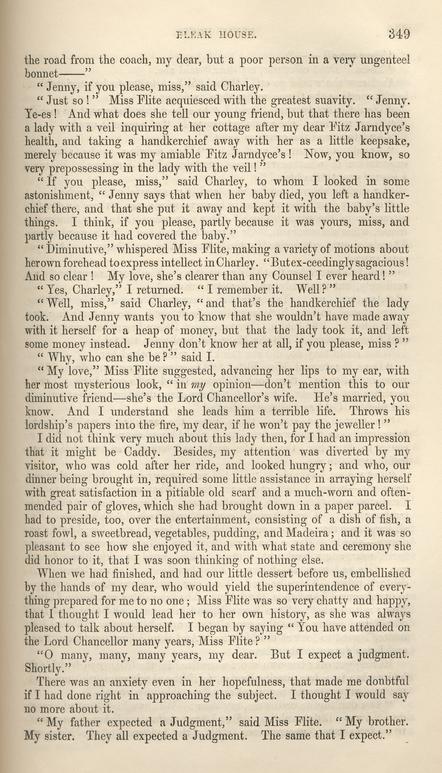 BLEAK HOUSE. 349
the road from the coach, my dear, but a poor person in a very ungenteel
bonnet——"
"Jenny, if you please, miss," said Charley.
"Just so!" Miss Flite acquiesced with the greatest suavity. "Jenny.
Ye-es! And what does she tell our young friend, but that there has been
a lady with a veil inquiring at her cottage after my dear Fitz Jarndyce's
health, and taking a handkerchief away with her as a little keepsake,
merely because it was my amiable Fitz Jarndyce's! Now, you know, so
very prepossessing in the lady with the veil!"
"If you please, miss," said Charley, to whom I looked in some
astonishment, "Jenny says that when her baby died, you left a handker-
chief there, and that she put it away and kept it with the baby's little
things. I think, if you please, partly because it was yours, miss, and
partly because it had covered the baby."
"Diminutive," whispered Miss Flite, making a variety of motions about
her own forehead to express intellect in Charley. "But ex-ceedingly sagacious!
And so clear! My love, she's clearer than any Counsel I ever heard!"
"Yes, Charley," I returned. "I remember it. Well?"
"Well, miss," said Charley, "and that's the handkerchief the lady
took. And Jenny wants you to know that she wouldn't have made away
with it herself for a heap of money, but that the lady took it, and left
some money instead. Jenny don't know her at all, if you please, miss?"
"Why, who can she be?" said I.
"My love," Miss Flite suggested, advancing her lips to my ear, with
her most mysterious look, "in my opinion—don't mention this to our
diminutive friend—she's the Lord Chancellor's wife. He's married, you
know. And I understand she leads him a terrible life. Throws his
lordship's papers into the fire, my dear, if he won't pay the jeweller!"
I did not think very much about this lady then, for I had an impression
that it might be Caddy. Besides, my attention was diverted by my
visitor, who was cold after her ride, and looked hungry; and who, our
dinner being brought in, required some little assistance in arraying herself
with great satisfaction in a pitiable old scarf and a much-worn and often-
mended pair of gloves, which she had brought down in a paper parcel. I
had to preside, too, over the entertainment, consisting of a dish of fish, a
roast fowl, a sweetbread, vegetables, pudding, and Madeira; and it was so
pleasant to see how she enjoyed it, and with what state and ceremony she
did honor to it, that I was soon thinking of nothing else.
When we had finished, and had our little dessert before us, embellished
by the hands of my dear, who would yield the superintendence of every-
thing prepared for me to no one; Miss Flite was so very chatty and happy,
that I thought I would lead her to her own history, as she was always
pleased to talk about herself. I began by saying "You have attended on
the Lord Chancellor many years, Miss Flite?"
"O many, many, many years, my dear. But I expect a judgment.
Shortly."
There was an anxiety even in her hopefulness, that made me doubtful
if I had done right in approaching the subject. I thought I would say
no more about it.
"My father expected a Judgment," said Miss Flite. "My brother.
My sister. They all expected a Judgment. The same that I expect."